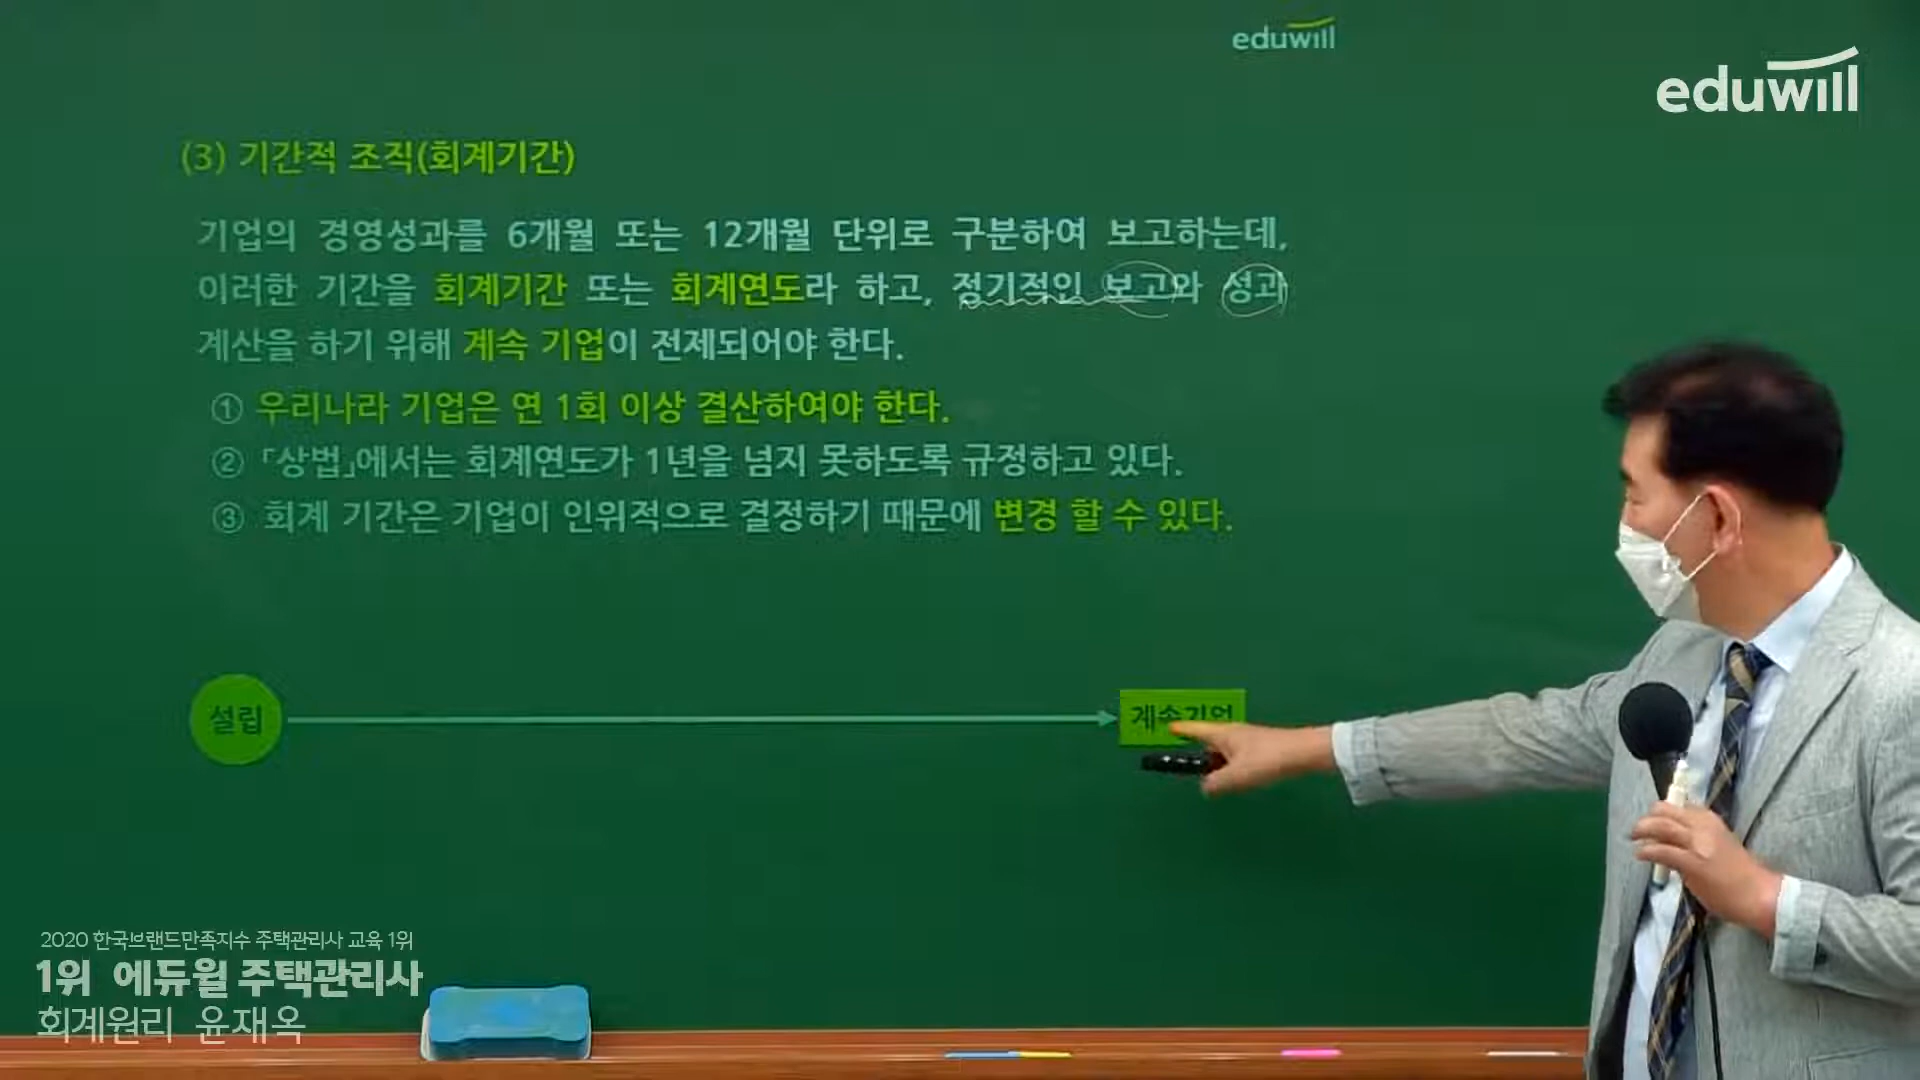 eduwill
eduwill
(3) 기간적 조직(회계기간)
기업의 경영성과를 6개월 또는 12개월 단위로 구분하여 보고하는데,
이러한 기간을 회계기간 또는 회계연도라 하고, 정기적인 보고와 성과
계산을 하기 위해 계속 기업이 전제되어야 한다.
① 우리나라 기업은 연 1회 이상 결산하여야 한다.
② 「상법」에서는 회계연도가 1년을 넘지 못하도록 규정하고 있다.
③ 회계 기간은 기업이 인위적으로 결정하기 때문에 변경 할 수 있다.
설립
계속기업
2020 한국브랜드만족지수 주택관리사 교육 1위
1위 에듀윌 주택관리사
회계원리 윤재옥